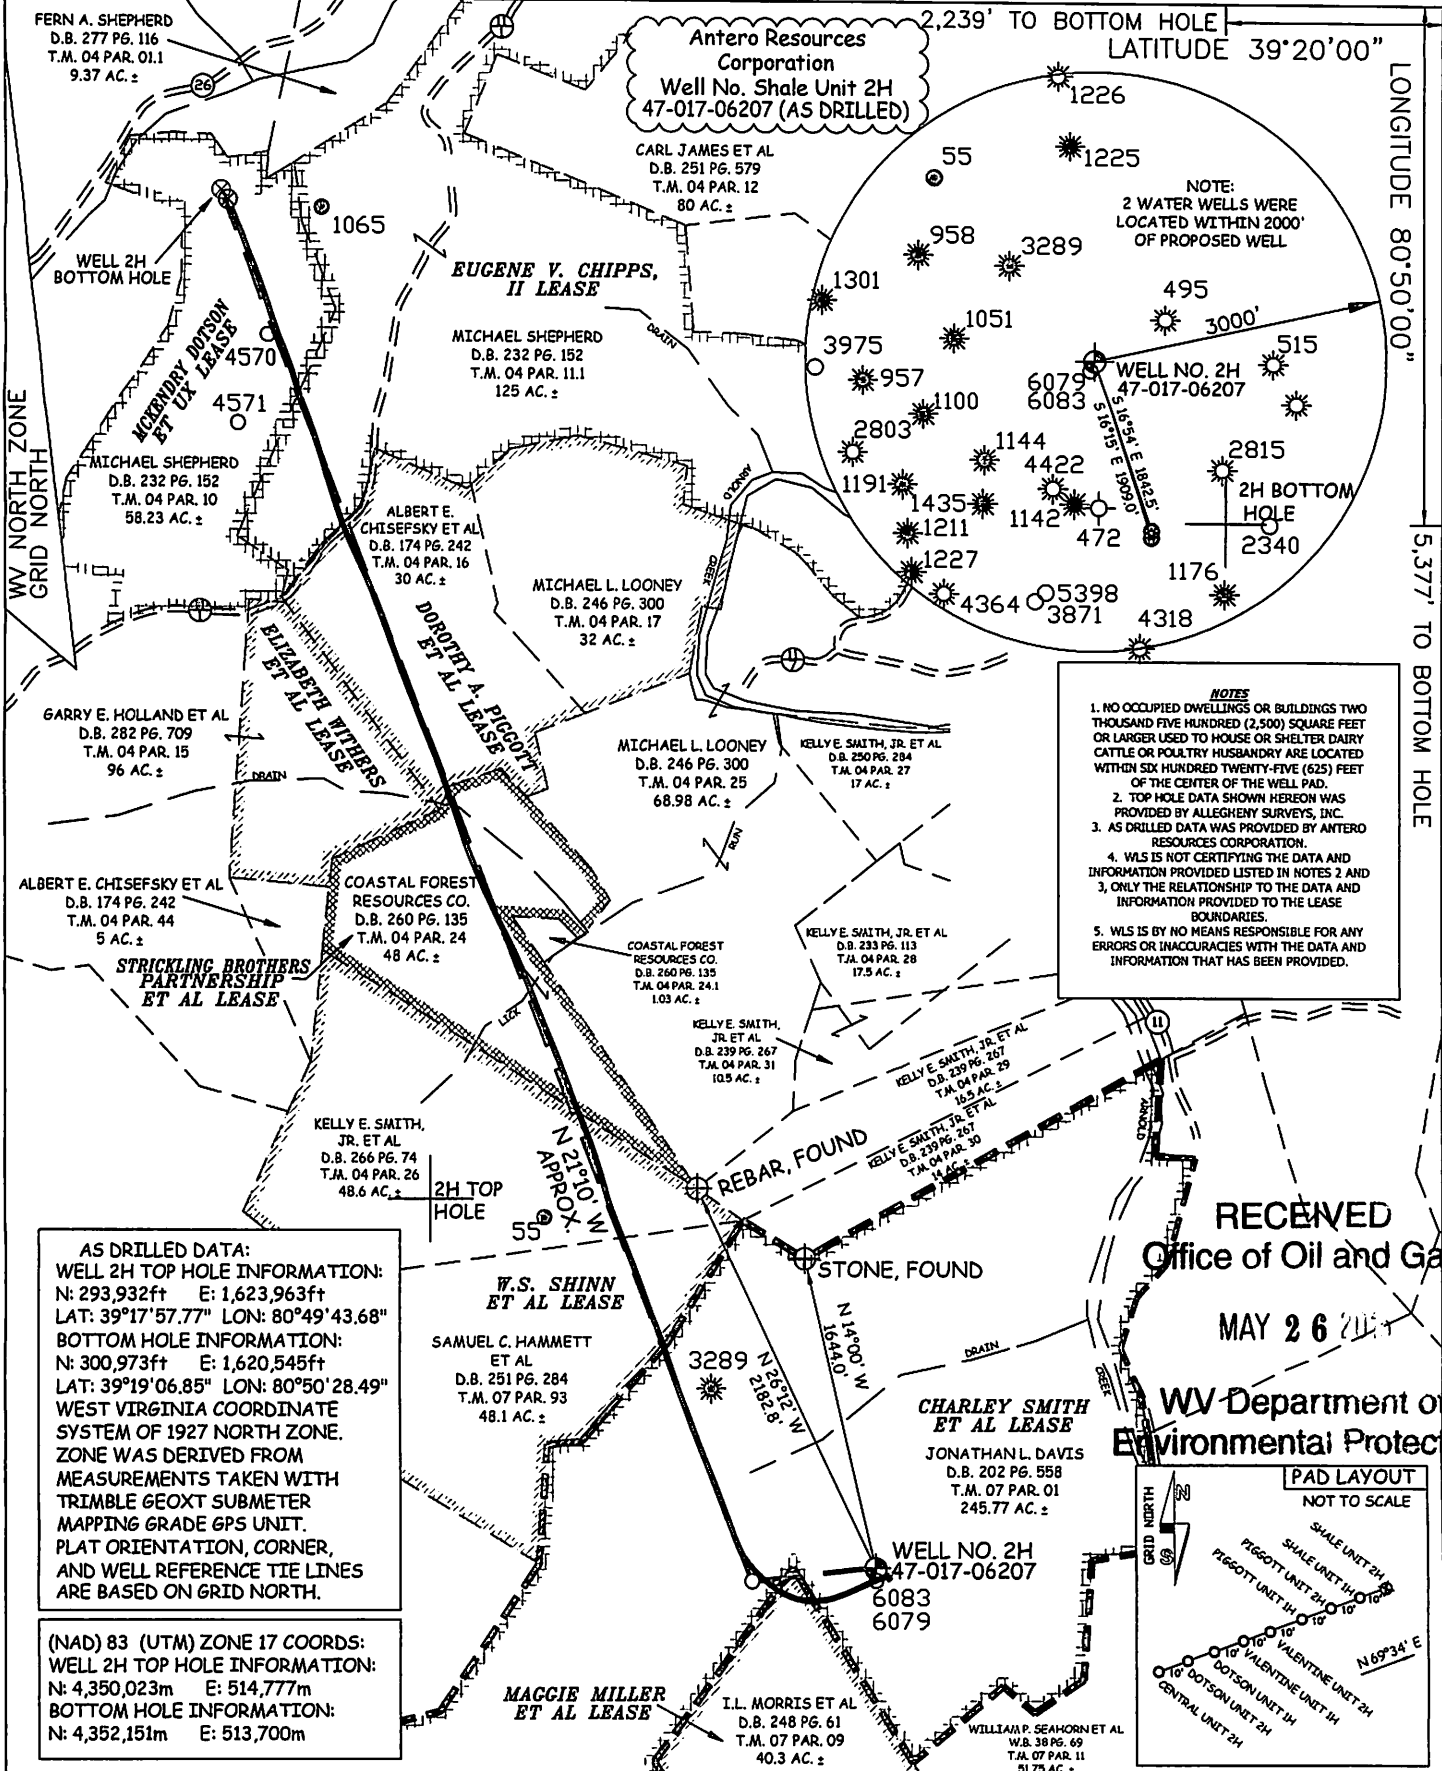 FERN A. SHEPHERD
D.B. 277 PG. 116
T.M. 04 PAR. 01.1
9.37 AC. ±
26
Antero Resources
Corporation
Well No. Shale Unit 2H
47-017-06207 (AS DRILLED)
2,239' TO BOTTOM HOLE
LATITUDE 39°20'00"
LONGITUDE 80°50'00"
5,377' TO BOTTOM HOLE
CARL JAMES ET AL
D.B. 251 PG. 579
T.M. 04 PAR. 12
80 AC. ±
1226
1225
55
NOTE:
2 WATER WELLS WERE
LOCATED WITHIN 2000'
OF PROPOSED WELL
958
3289
1301
495
1051
3000'
3975
515
957
6079
6083
WELL NO. 2H
47-017-06207
1100
S 16°54' E 1842.5'
S 16°15' E 1909.0'
2803
1144
4422
2815
1191
1435
1142
2H BOTTOM
HOLE
1211
472
2340
1227
1176
4364
5398
3871
4318
1065
WELL 2H
BOTTOM HOLE
EUGENE V. CHIPPS,
II LEASE
MICHAEL SHEPHERD
D.B. 232 PG. 152
T.M. 04 PAR. 11.1
125 AC. ±
DRAIN
MCKENDRY DOTSON
ET UX LEASE
4570
4571
WV NORTH ZONE
GRID NORTH
MICHAEL SHEPHERD
D.B. 232 PG. 152
T.M. 04 PAR. 10
58.23 AC. ±
ALBERT E.
CHISEFSKY ET AL
D.B. 174 PG. 242
T.M. 04 PAR. 16
30 AC. ±
ARNOLD
CREEK
MICHAEL L. LOONEY
D.B. 246 PG. 300
T.M. 04 PAR. 17
32 AC. ±
ELIZABETH WITHERS
ET AL LEASE
DOROTHY A. PIGGOTT
ET AL LEASE
GARRY E. HOLLAND ET AL
D.B. 282 PG. 709
T.M. 04 PAR. 15
96 AC. ±
DRAIN
MICHAEL L. LOONEY
D.B. 246 PG. 300
T.M. 04 PAR. 25
68.98 AC. ±
KELLY E. SMITH, JR. ET AL
D.B. 250 PG. 284
T.M. 04 PAR. 27
17 AC. ±
RUN
NOTES
1. NO OCCUPIED DWELLINGS OR BUILDINGS TWO
THOUSAND FIVE HUNDRED (2,500) SQUARE FEET
OR LARGER USED TO HOUSE OR SHELTER DAIRY
CATTLE OR POULTRY HUSBANDRY ARE LOCATED
WITHIN SIX HUNDRED TWENTY-FIVE (625) FEET
OF THE CENTER OF THE WELL PAD.
2. TOP HOLE DATA SHOWN HEREON WAS
PROVIDED BY ALLEGHENY SURVEYS, INC.
3. AS DRILLED DATA WAS PROVIDED BY ANTERO
RESOURCES CORPORATION.
4. WLS IS NOT CERTIFYING THE DATA AND
INFORMATION PROVIDED LISTED IN NOTES 2 AND
3, ONLY THE RELATIONSHIP TO THE DATA AND
INFORMATION PROVIDED TO THE LEASE
BOUNDARIES.
5. WLS IS BY NO MEANS RESPONSIBLE FOR ANY
ERRORS OR INACCURACIES WITH THE DATA AND
INFORMATION THAT HAS BEEN PROVIDED.
ALBERT E. CHISEFSKY ET AL
D.B. 174 PG. 242
T.M. 04 PAR. 44
5 AC. ±
COASTAL FOREST
RESOURCES CO.
D.B. 260 PG. 135
T.M. 04 PAR. 24
48 AC. ±
STRICKLING BROTHERS
PARTNERSHIP
ET AL LEASE
COASTAL FOREST
RESOURCES CO.
D.B. 260 PG. 135
T.M. 04 PAR. 24.1
1.03 AC. ±
KELLY E. SMITH, JR. ET AL
D.B. 233 PG. 113
T.M. 04 PAR. 28
17.5 AC. ±
LICK
KELLY E. SMITH,
JR. ET AL
D.B. 239 PG. 267
T.M. 04 PAR. 31
10.5 AC. ±
KELLY E. SMITH, JR. ET AL
D.B. 239 PG. 267
T.M. 04 PAR. 29
16.5 AC. ±
KELLY E. SMITH, JR. ET AL
D.B. 239 PG. 267
T.M. 04 PAR. 30
14 AC. ±
11
ARNOLD
KELLY E. SMITH,
JR. ET AL
D.B. 266 PG. 74
T.M. 04 PAR. 26
48.6 AC. ±
2H TOP
HOLE
N 21°10' W
APPROX.
55
REBAR, FOUND
STONE, FOUND
RECEIVED
Office of Oil and Ga
MAY 26
WV Department o
Environmental Protec
AS DRILLED DATA:
WELL 2H TOP HOLE INFORMATION:
N: 293,932ft E: 1,623,963ft
LAT: 39°17'57.77" LON: 80°49'43.68"
BOTTOM HOLE INFORMATION:
N: 300,973ft E: 1,620,545ft
LAT: 39°19'06.85" LON: 80°50'28.49"
WEST VIRGINIA COORDINATE
SYSTEM OF 1927 NORTH ZONE.
ZONE WAS DERIVED FROM
MEASUREMENTS TAKEN WITH
TRIMBLE GEOXT SUBMETER
MAPPING GRADE GPS UNIT.
PLAT ORIENTATION, CORNER,
AND WELL REFERENCE TIE LINES
ARE BASED ON GRID NORTH.
W.S. SHINN
ET AL LEASE
SAMUEL C. HAMMETT
ET AL
D.B. 251 PG. 284
T.M. 07 PAR. 93
48.1 AC. ±
3289
N 14°00' W
1644.0'
N 26°12' W
2182.8'
DRAIN
CREEK
CHARLEY SMITH
ET AL LEASE
JONATHAN L. DAVIS
D.B. 202 PG. 558
T.M. 07 PAR. 01
245.77 AC. ±
WELL NO. 2H
47-017-06207
6083
6079
(NAD) 83 (UTM) ZONE 17 COORDS:
WELL 2H TOP HOLE INFORMATION:
N: 4,350,023m E: 514,777m
BOTTOM HOLE INFORMATION:
N: 4,352,151m E: 513,700m
MAGGIE MILLER
ET AL LEASE
I.L. MORRIS ET AL
D.B. 248 PG. 61
T.M. 07 PAR. 09
40.3 AC. ±
WILLIAM P. SEAHORN ET AL
W.B. 38 PG. 69
T.M. 07 PAR. 11
51.75 AC. ±
PAD LAYOUT
NOT TO SCALE
GRID NORTH
N
S
SHALE UNIT 2H
SHALE UNIT 1H
PIGGOTT UNIT 2H
PIGGOTT UNIT 1H
10'
10'
10'
10'
10'
10'
VALENTINE UNIT 2H
VALENTINE UNIT 1H
DOTSON UNIT 1H
DOTSON UNIT 2H
CENTRAL UNIT 2H
N 69°34' E